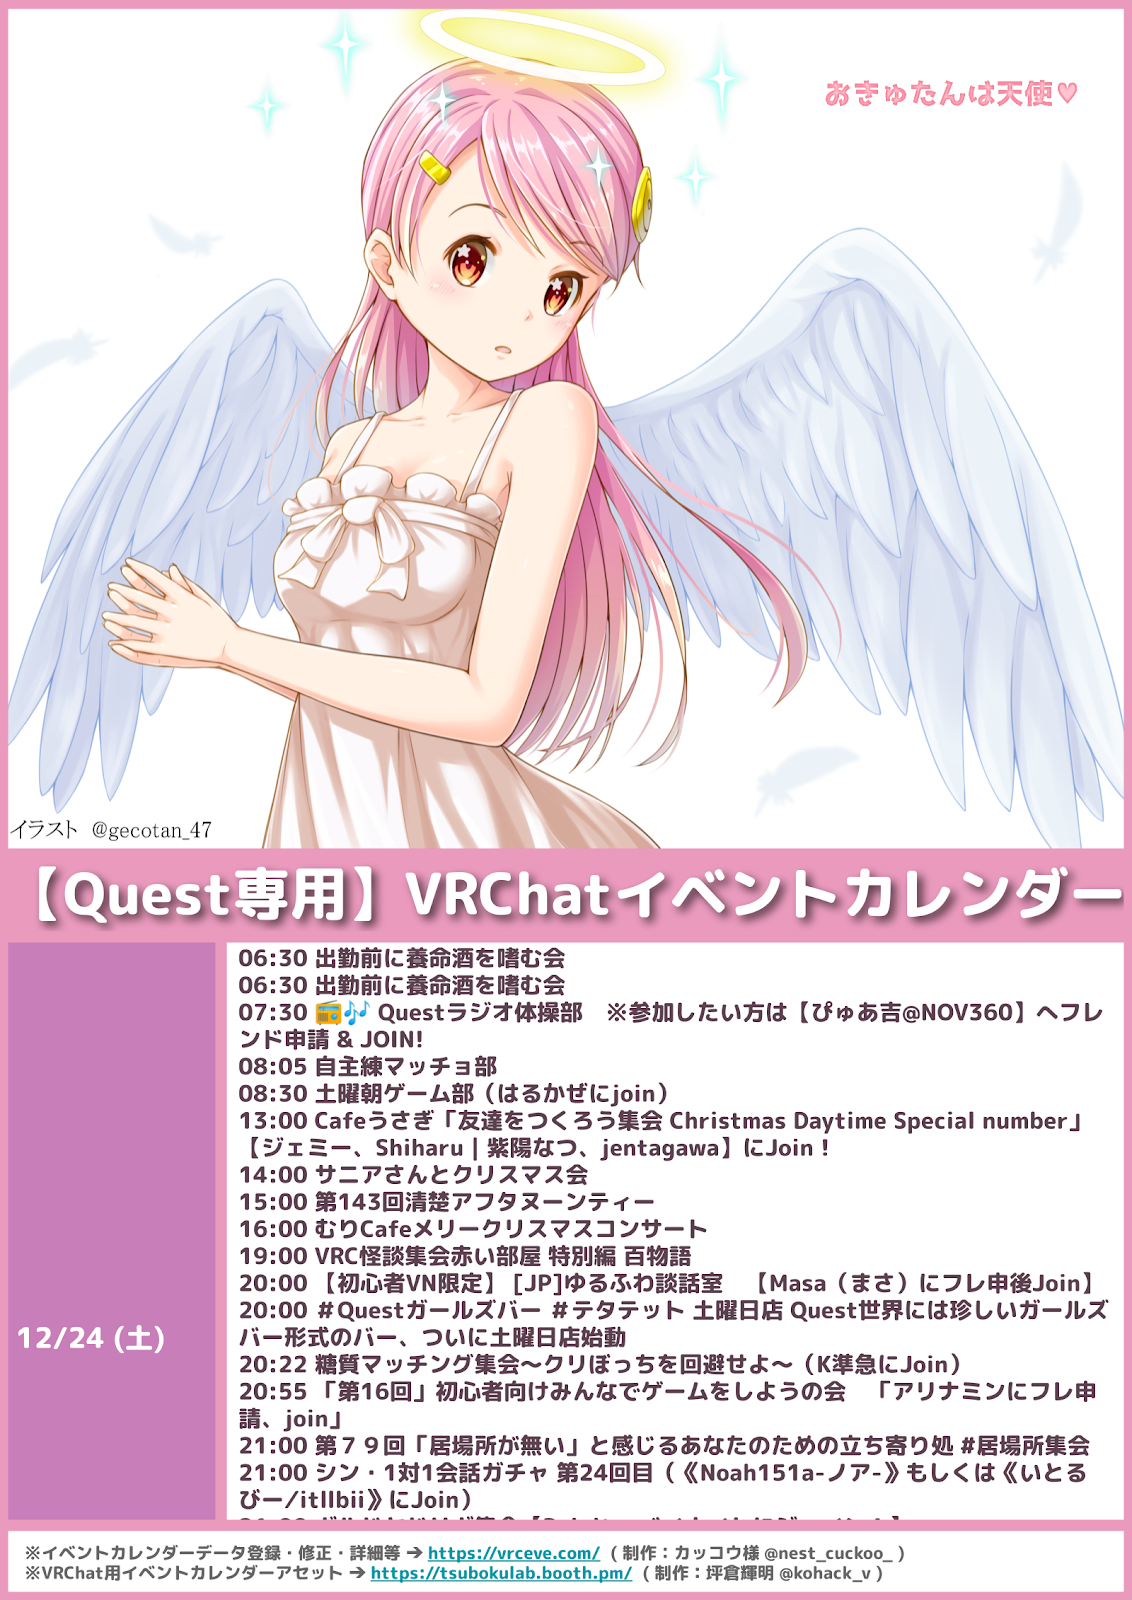 おきゅたんは天使♥
イラスト @gecotan_47
【Quest専用】VRChatイベントカレンダー
12/24 (土)
06:30 出勤前に養命酒を嗜む会
06:30 出勤前に養命酒を嗜む会
07:30 📻🎶 Questラジオ体操部　※参加したい方は【ぴゅあ吉@NOV360】へフレ
ンド申請 & JOIN!
08:05 自主練マッチョ部
08:30 土曜朝ゲーム部（はるかぜにjoin）
13:00 Cafeうさぎ「友達をつくろう集会 Christmas Daytime Special number」
【ジェミー、Shiharu | 紫陽なつ、jentagawa】にJoin！
14:00 サニアさんとクリスマス会
15:00 第143回清楚アフタヌーンティー
16:00 むりCafeメリークリスマスコンサート
19:00 VRC怪談集会赤い部屋 特別編 百物語
20:00 【初心者VN限定】 [JP]ゆるふわ談話室　【Masa（まさ）にフレ申後Join】
20:00 ＃Questガールズバー ＃テタテット 土曜日店 Quest世界には珍しいガールズ
バー形式のバー、ついに土曜日店始動
20:22 糖質マッチング集会～クリぼっちを回避せよ～（K準急にJoin）
20:55 「第16回」初心者向けみんなでゲームをしようの会　「アリナミンにフレ申
請、join」
21:00 第７９回「居場所が無い」と感じるあなたのための立ち寄り処 #居場所集会
21:00 シン・1対1会話ガチャ 第24回目（《Noah151a-ノア-》もしくは《いとる
びー/itllbii》にJoin）
※イベントカレンダーデータ登録・修正・詳細等 ➔ https://vrceve.com/ ( 制作：カッコウ様 @nest_cuckoo_ )
※VRChat用イベントカレンダーアセット ➔ https://tsubokulab.booth.pm/ ( 制作：坪倉輝明 @kohack_v )